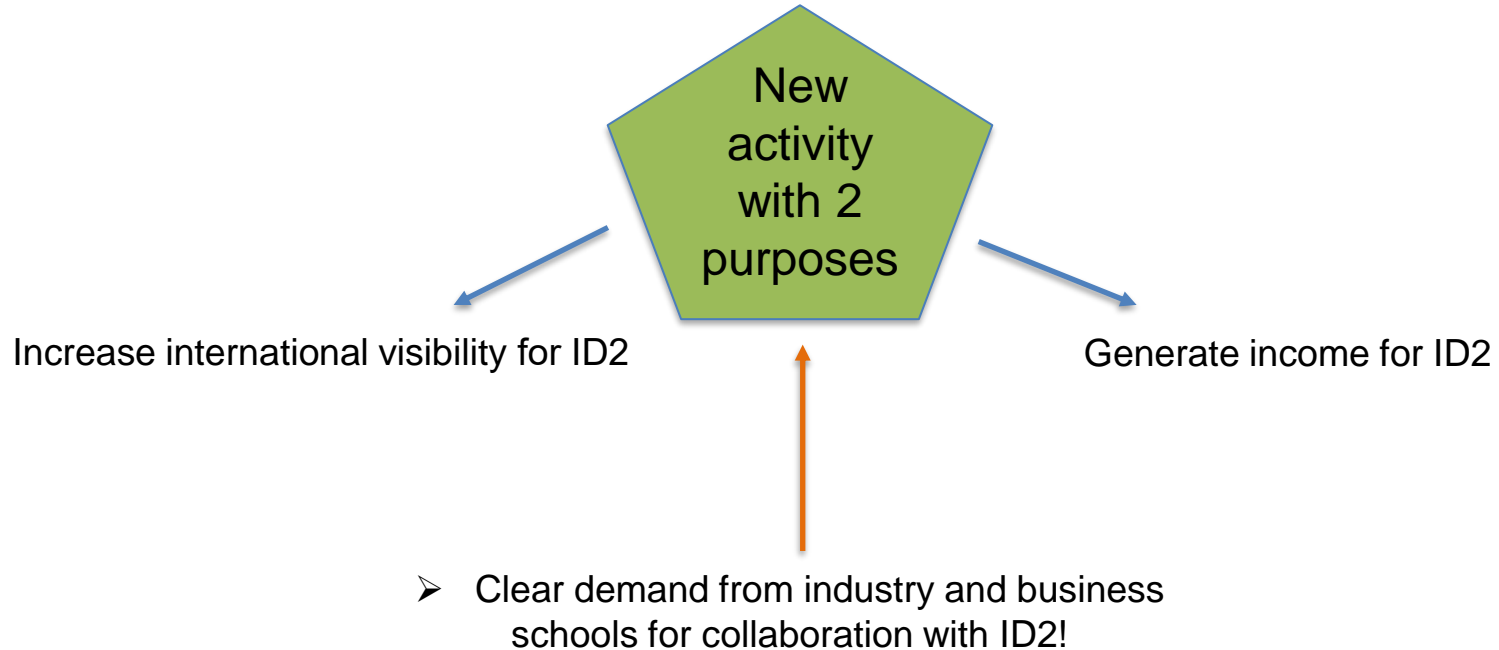 New
activity
with 2
purposes
Increase international visibility for ID2
Generate income for ID2
➢ Clear demand from industry and business
schools for collaboration with ID2!